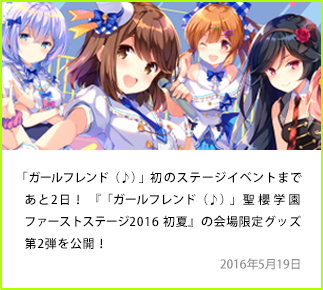 「ガールフレンド（♪）」初のステージイベントまで
あと2日！ 『「ガールフレンド（♪）」聖櫻学園
ファーストステージ2016 初夏』の会場限定グッズ
第2弾を公開！
2016年5月19日